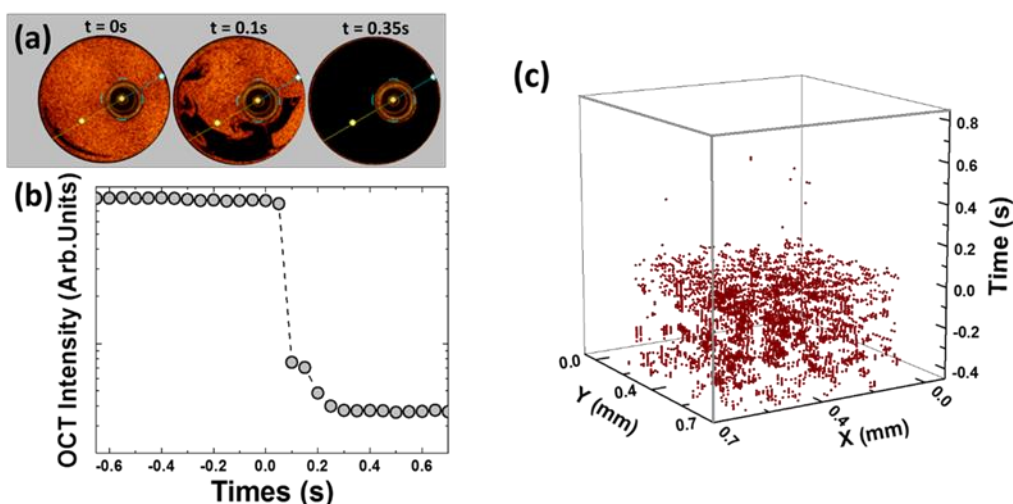 (a)
t = 0s t = 0.1s t = 0.35s
(b)
OCT Intensity (Arb.Units)
-0.6 -0.4 -0.2 0.0 0.2 0.4 0.6
Times (s)
(c)
0.8
0.6
0.4
0.2
0.0
-0.2
-0.4
Time (s)
0.0 0.4 0.7
Y (mm)
0.7 0.4 0.0
X (mm)